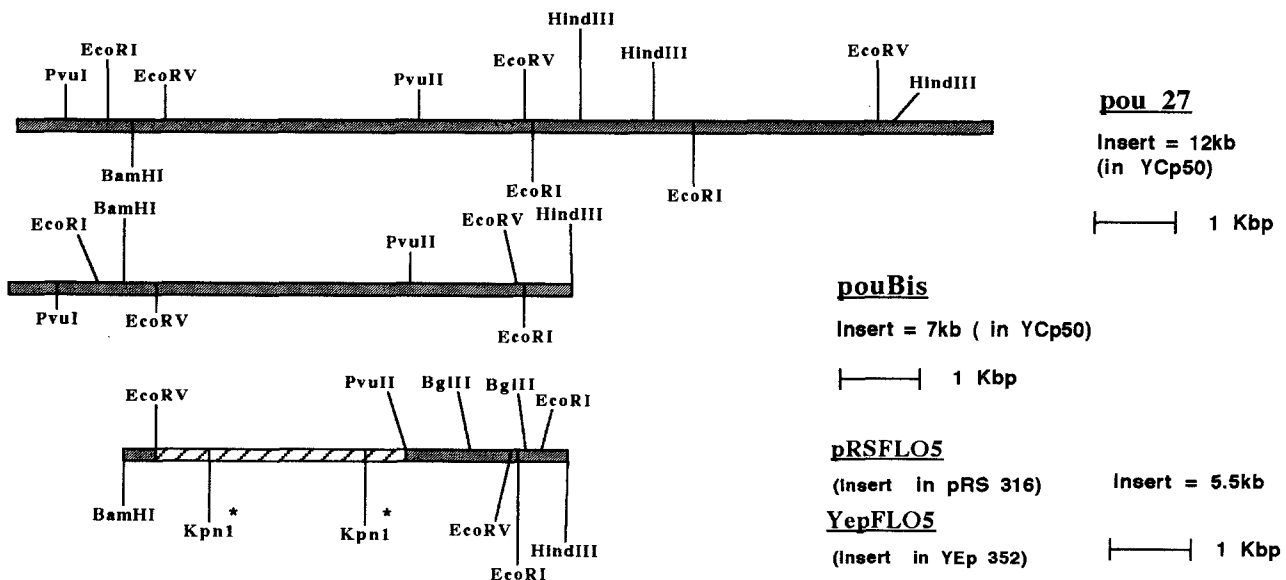 HindIII
EcoRI
EcoRV
HindIII
EcoRV
PvuI
EcoRV
PvuII
HindIII
BamHI
EcoRI
EcoRI
pou 27
Insert = 12kb
(in YCp50)
1 Kbp
BamHI
EcoRI
PvuII
EcoRV
HindIII
PvuI
EcoRV
EcoRI
pouBis
Insert = 7kb ( in YCp50)
1 Kbp
EcoRV
PvuII
BglII
BglII
EcoRI
BamHI
Kpn1 *
Kpn1 *
EcoRV
EcoRI
HindIII
pRSFLO5
(insert in pRS 316) Insert = 5.5kb
YepFLO5
(insert in YEp 352) 1 Kbp